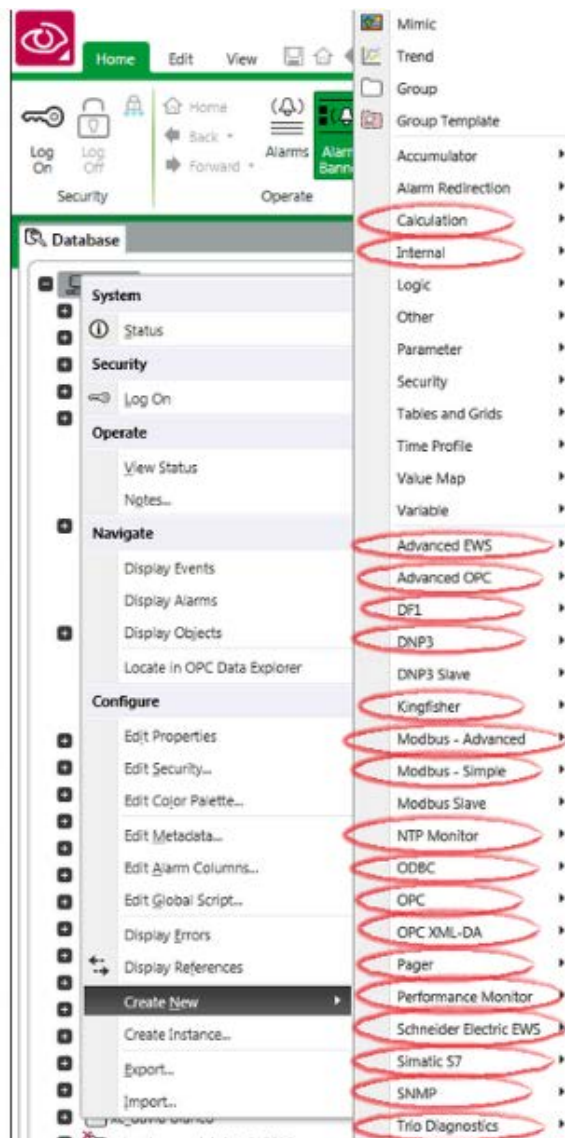 Home Edit View
Log On
Log Off
Home
Back
Forward
Alarms
Alarm
Bann
Security
Operate
Database
System
Status
Security
Log On
Operate
View Status
Notes...
Navigate
Display Events
Display Alarms
Display Objects
Locate in OPC Data Explorer
Configure
Edit Properties
Edit Security...
Edit Color Palette...
Edit Metadata...
Edit Alarm Columns...
Edit Global Script...
Display Errors
Display References
Create New
Create Instance...
Export...
Import...
Mimic
Trend
Group
Group Template
Accumulator
Alarm Redirection
Calculation
Internal
Logic
Other
Parameter
Security
Tables and Grids
Time Profile
Value Map
Variable
Advanced EWS
Advanced OPC
DF1
DNP3
DNP3 Slave
Kingfisher
Modbus - Advanced
Modbus - Simple
Modbus Slave
NTP Monitor
ODBC
OPC
OPC XML-DA
Pager
Performance Monitor
Schneider Electric EWS
Simatic S7
SNMP
Trio Diagnostics